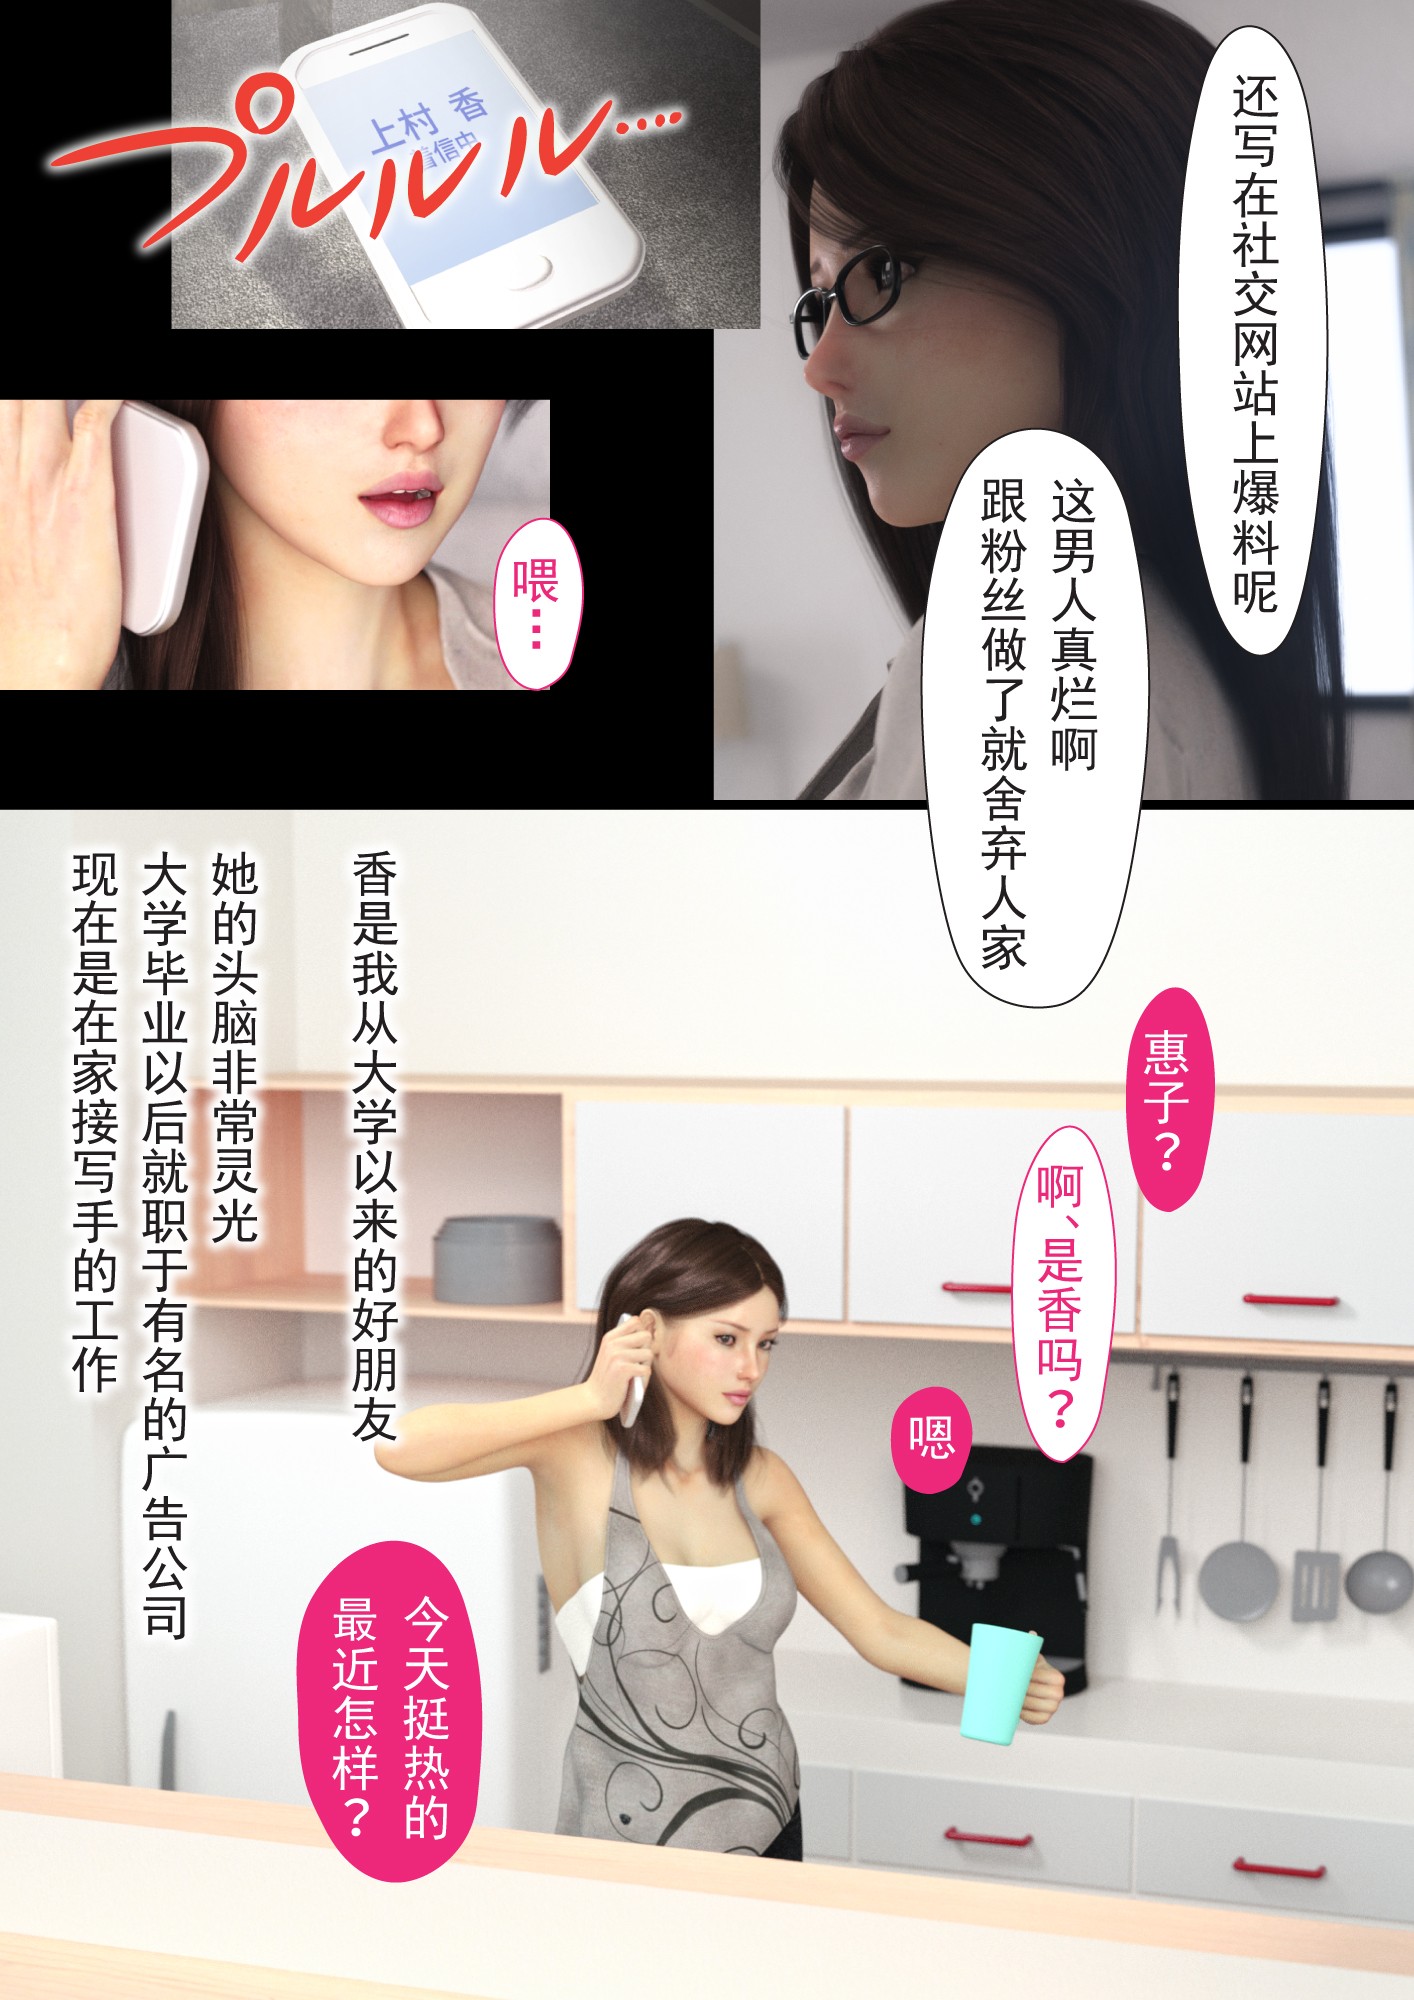 还写在社交网站上爆料呢
这男人真烂啊
跟粉丝做了就舍弃人家
上村 香
着信中
プルルル‥‥
喂…
惠子？
啊、是香吗？
嗯
香是我从大学以来的好朋友
她的头脑非常灵光
大学毕业以后就职于有名的广告公司
现在是在家接写手的工作
今天挺热的
最近怎样？